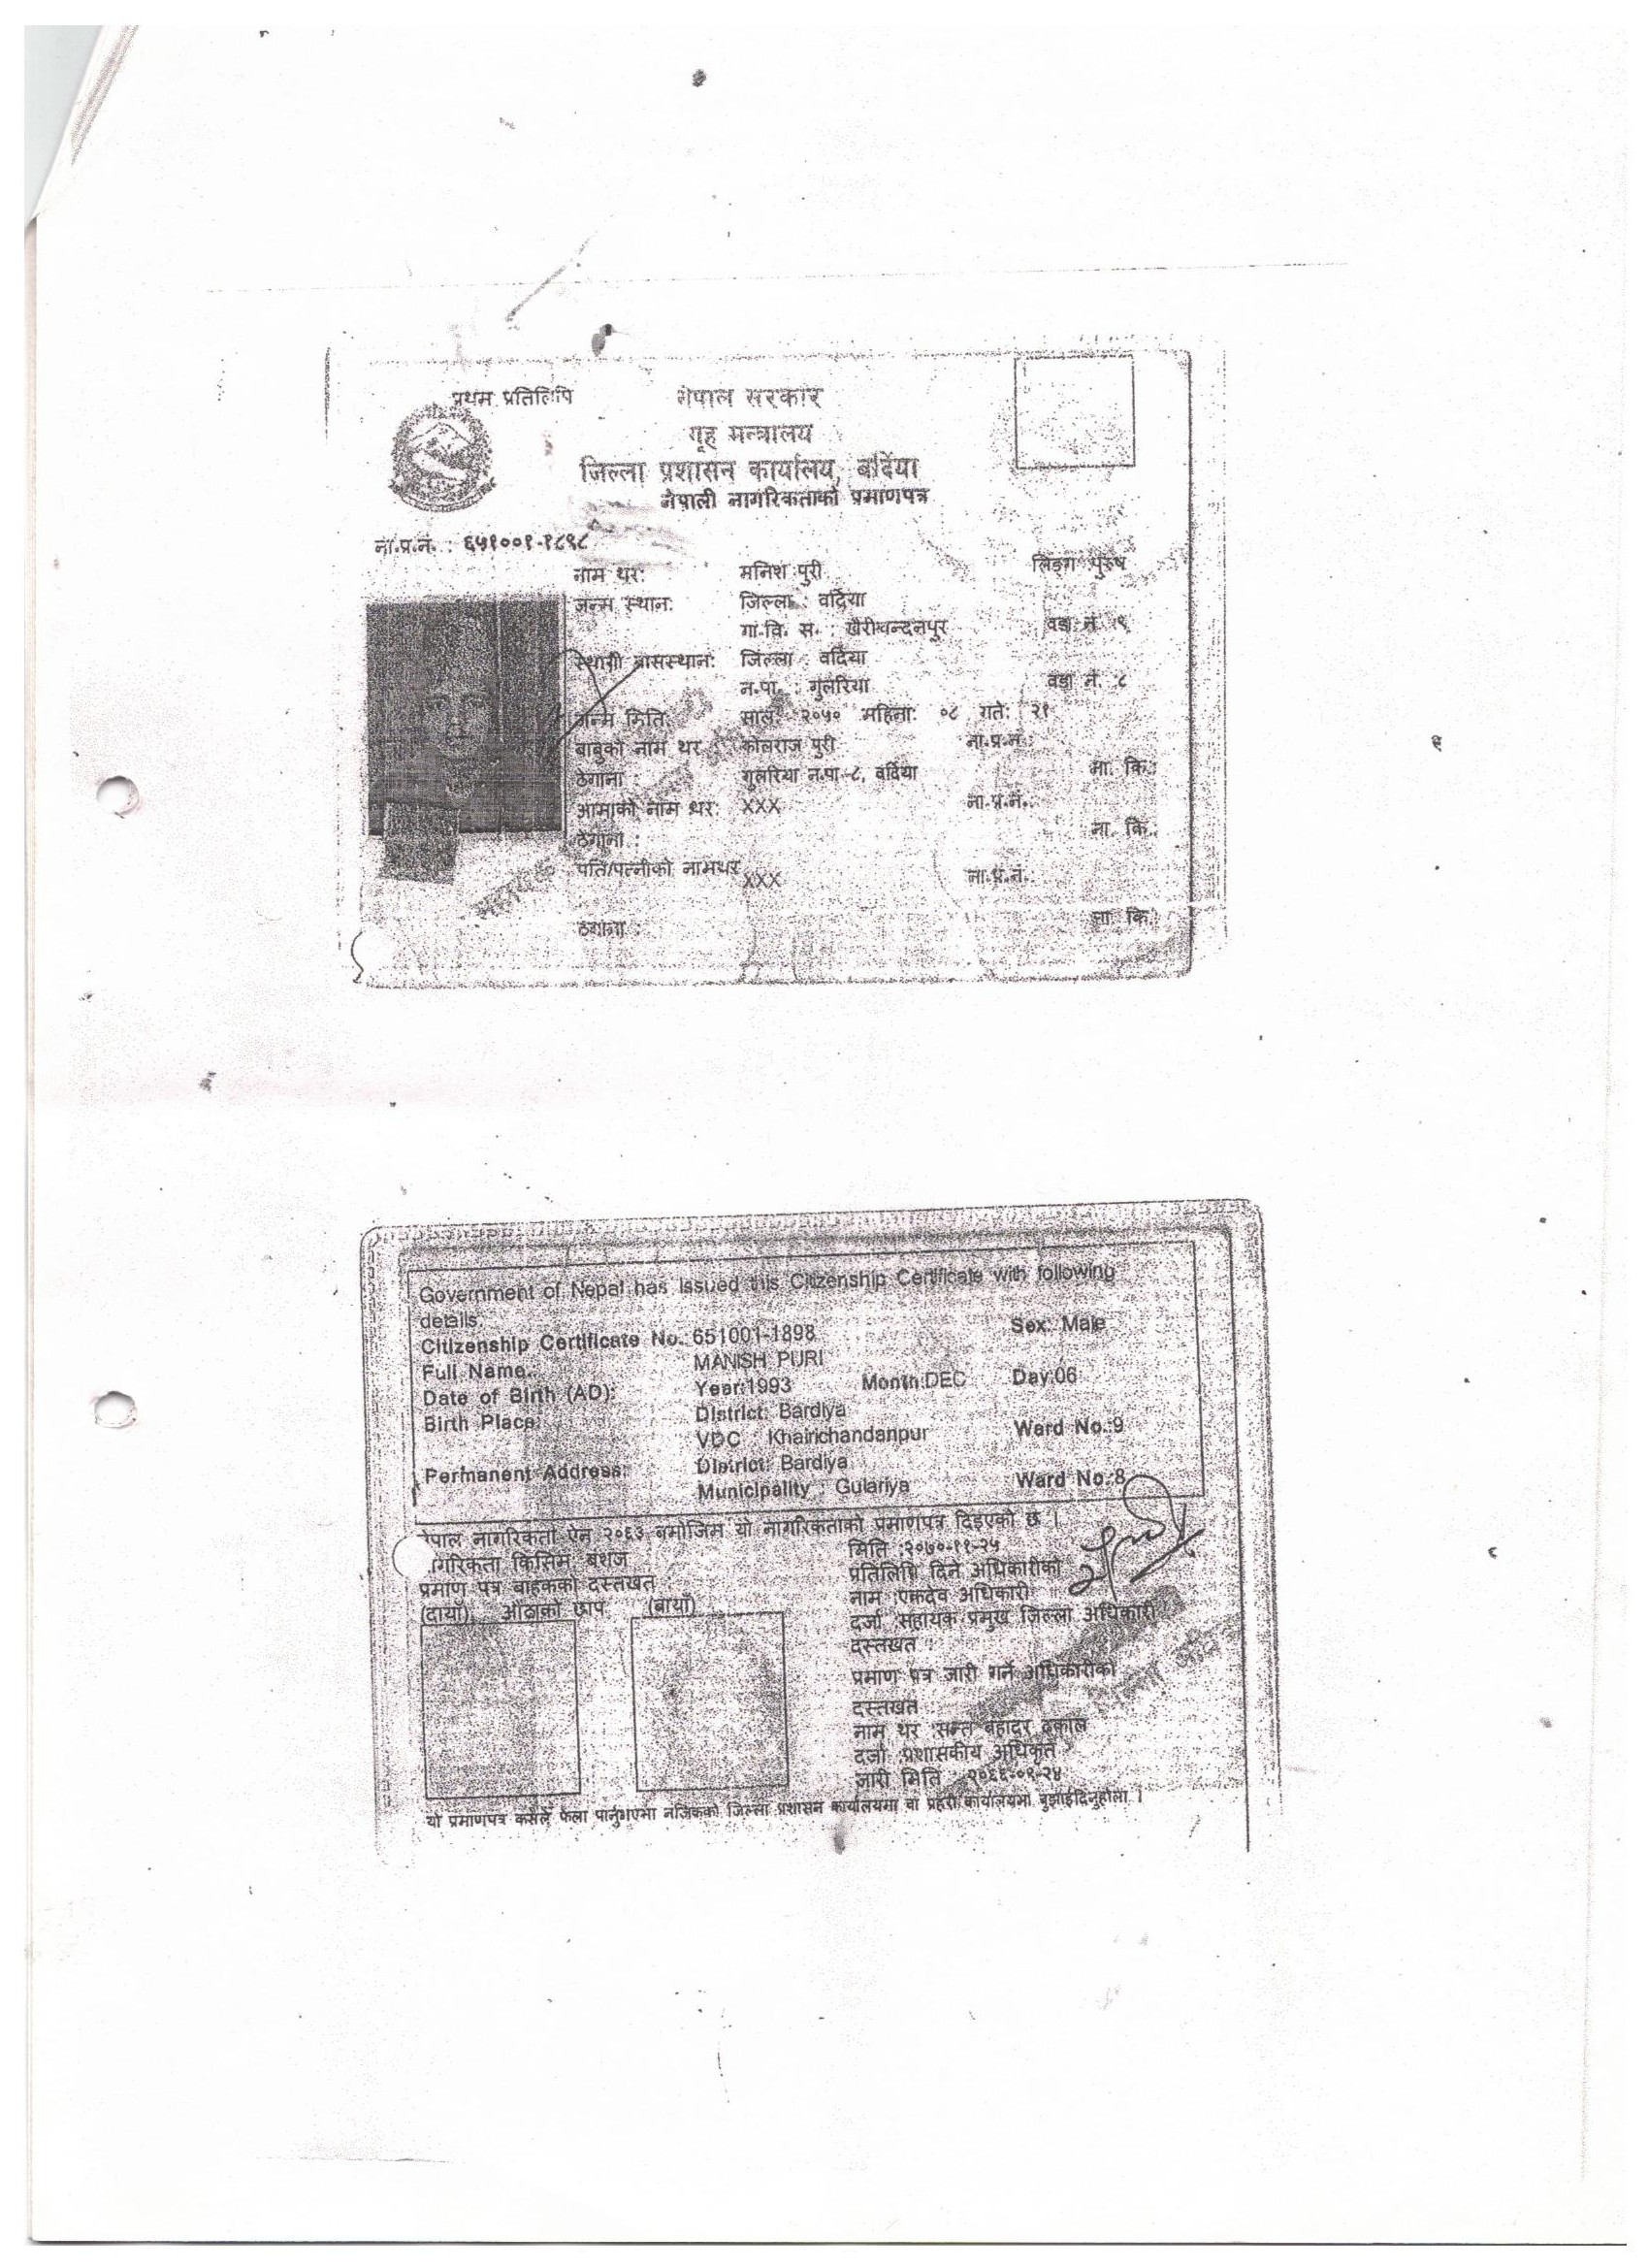 प्रथम प्रतिलिपि
नेपाल सरकार
गृह मन्त्रालय
जिल्ला प्रशासन कार्यालय, बर्दिया
नेपाली नागरिकताको प्रमाणपत्र
ना.प्र.नं. : ६५१००१-१८९८
नाम थर: मनिश पुरी लिङ्ग पुरुष
जन्म स्थान: जिल्ला : बर्दिया
गा.वि. स. : खैरीचन्दनपुर वडा नं. ९
स्थायी बासस्थान: जिल्ला : बर्दिया
न.पा. : गुलरिया वडा नं. ८
जन्म मिति: साल: २०५० महिना: ०८ गते: २१
बाबुको नाम थर : कोलराज पुरी ना.प्र.नं.:
ठेगाना : गुलरिया न.पा-८, बर्दिया ना. कि.:
आमाको नाम थर: XXX ना.प्र.नं.:
ठेगाना : ना. कि.:
पति/पत्नीको नामथर XXX ना.प्र.नं.:
ठेगाना : ना. कि.:
Government of Nepal has issued this Citizenship Certificate with following
details.
Citizenship Certificate No.: 651001-1898 Sex: Male
Full Name.: MANISH PURI
Date of Birth (AD): Year:1993 Month:DEC Day:06
Birth Place: District: Bardiya
VDC : Khairichandanpur Ward No.:9
Permanent Address: District: Bardiya
Municipality : Gulariya Ward No.:8
नेपाल नागरिकता ऐन २०६३ बमोजिम यो नागरिकताको प्रमाणपत्र दिइएको छ ।
नागरिकता किसिम: बंशज
प्रमाण पत्र बाहकको दस्तखत :
(दायाँ) औंठाको छाप (बायाँ)
मिति :२०७०-११-२५
प्रतिलिपि दिने अधिकारीको
नाम :एकदेव अधिकारी
दर्जा :सहायक प्रमुख जिल्ला अधिकारी
दस्तखत :
प्रमाण पत्र जारी गर्ने अधिकारीको
दस्तखत :
नाम थर :सन्त बहादुर ढकाल
दर्जा :प्रशासकीय अधिकृत
जारी मिति : २०६६-०९-२४
यो प्रमाणपत्र कसैले फेला पार्नुभएमा नजिकको जिल्ला प्रशासन कार्यालयमा वा प्रहरी कार्यालयमा बुझाईदिनुहोला ।